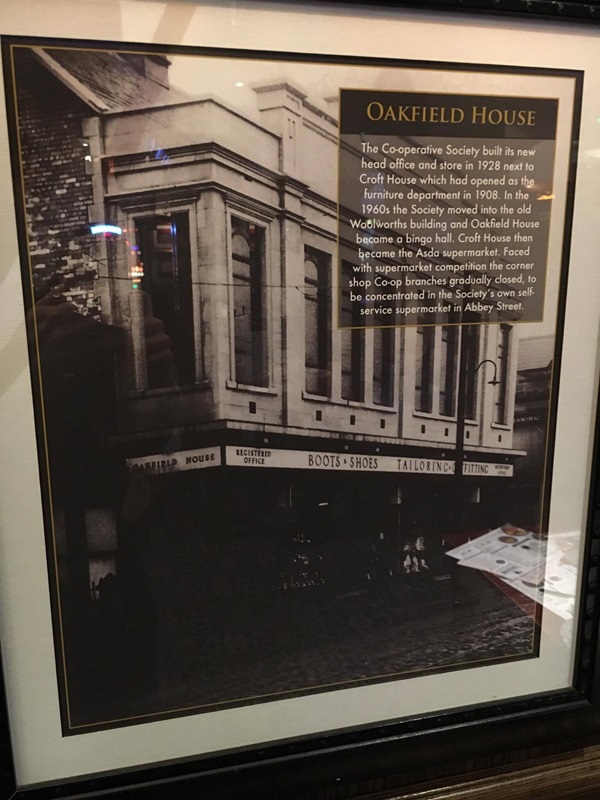 OAKFIELD HOUSE
The Co-operative Society built its new
head office and store in 1928 next to
Croft House which had opened as the
furniture department in 1908. In the
1960s the Society moved into the old
Woolworths building and Oakfield House
became a bingo hall. Croft House then
became the Asda supermarket. Faced
with supermarket competition the corner
shop Co-op branches gradually closed, to
be concentrated in the Society's own self-
service supermarket in Abbey Street.
OAKFIELD HOUSE
REGISTERED
OFFICE
BOOTS • SHOES
TAILORING